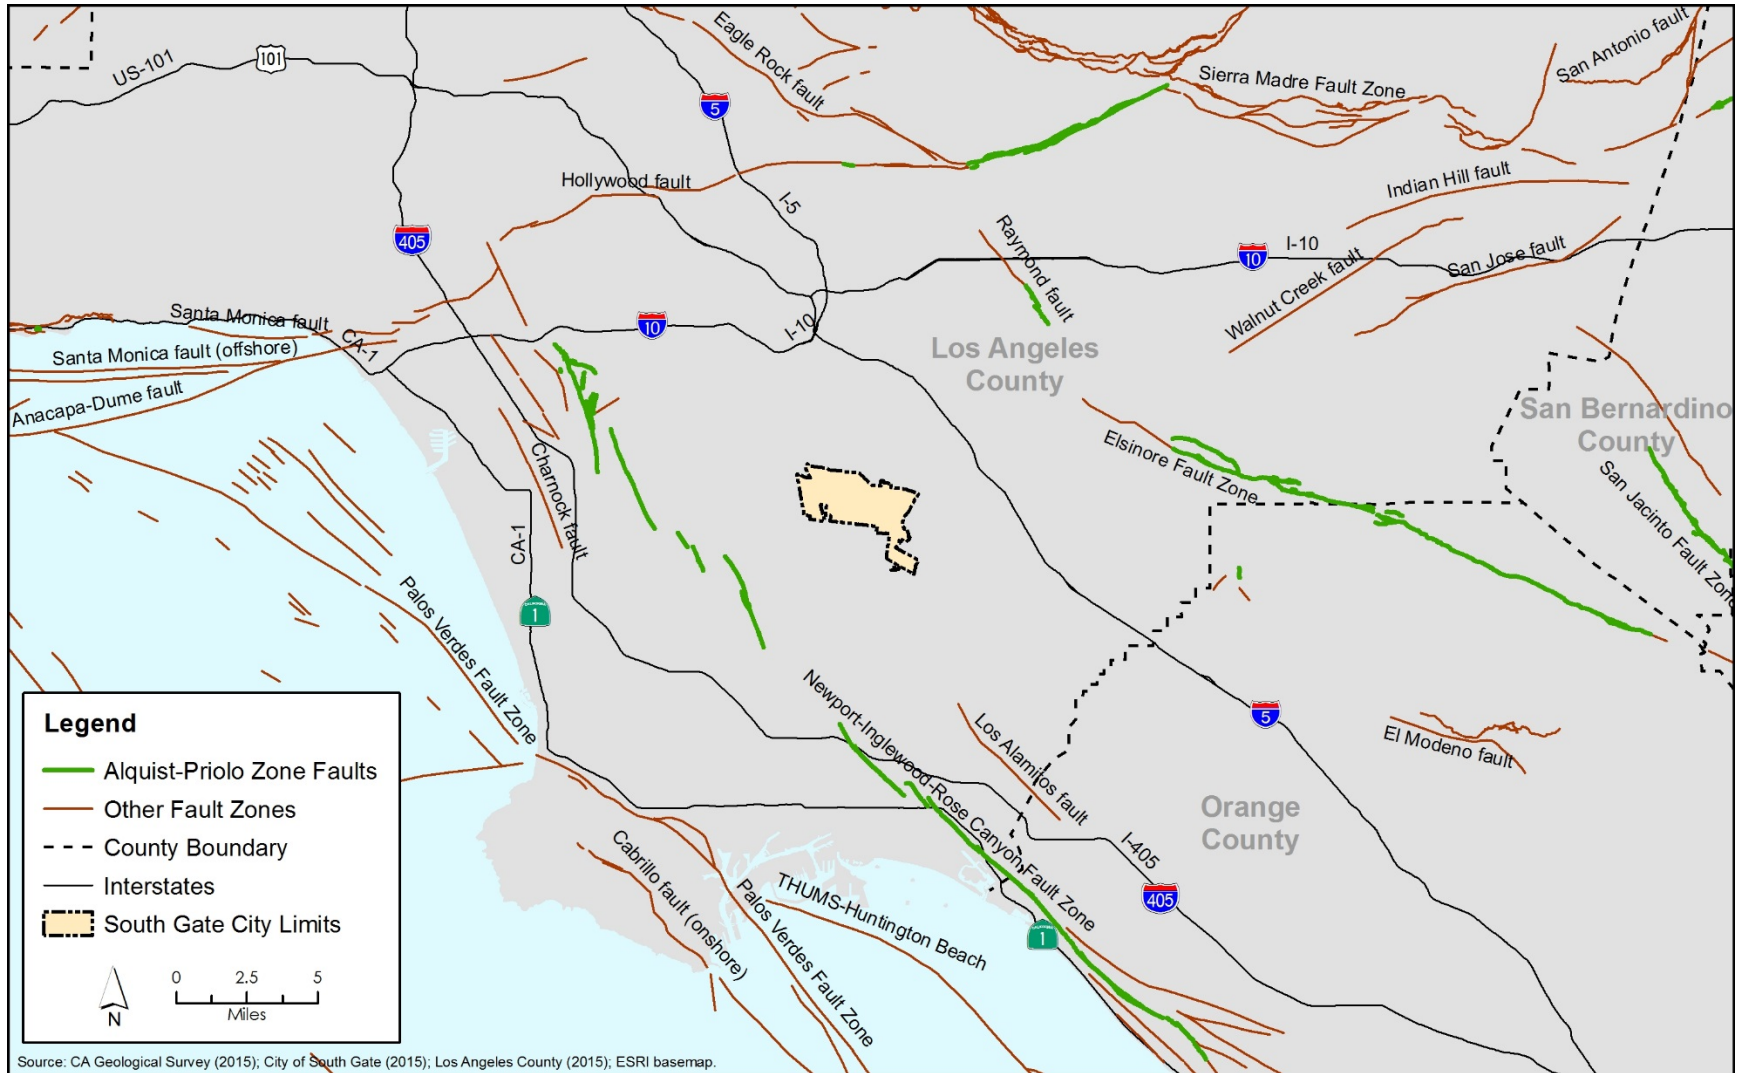 US-101
101
Eagle Rock fault
5
Sierra Madre Fault Zone
San Antonio fault
Hollywood fault
I-5
405
Indian Hill fault
Raymond fault
I-10
10
Walnut Creek fault
San Jose fault
Santa Monica fault
CA-1
10
I-10
Santa Monica fault (offshore)
Los Angeles
County
Anacapa-Dume fault
San Bernardino
County
Elsinore Fault Zone
Charnock fault
San Jacinto Fault Zone
CA-1
1
Palos Verdes Fault Zone
Newport-Inglewood-Rose Canyon Fault Zone
Los Alamitos fault
5
El Modeno fault
Orange
County
I-405
405
Cabrillo fault (onshore)
Palos Verdes Fault Zone
THUMS-Huntington Beach
1
Legend
Alquist-Priolo Zone Faults
Other Fault Zones
County Boundary
Interstates
South Gate City Limits
N
0 2.5 5
Miles
Source: CA Geological Survey (2015); City of South Gate (2015); Los Angeles County (2015); ESRI basemap.